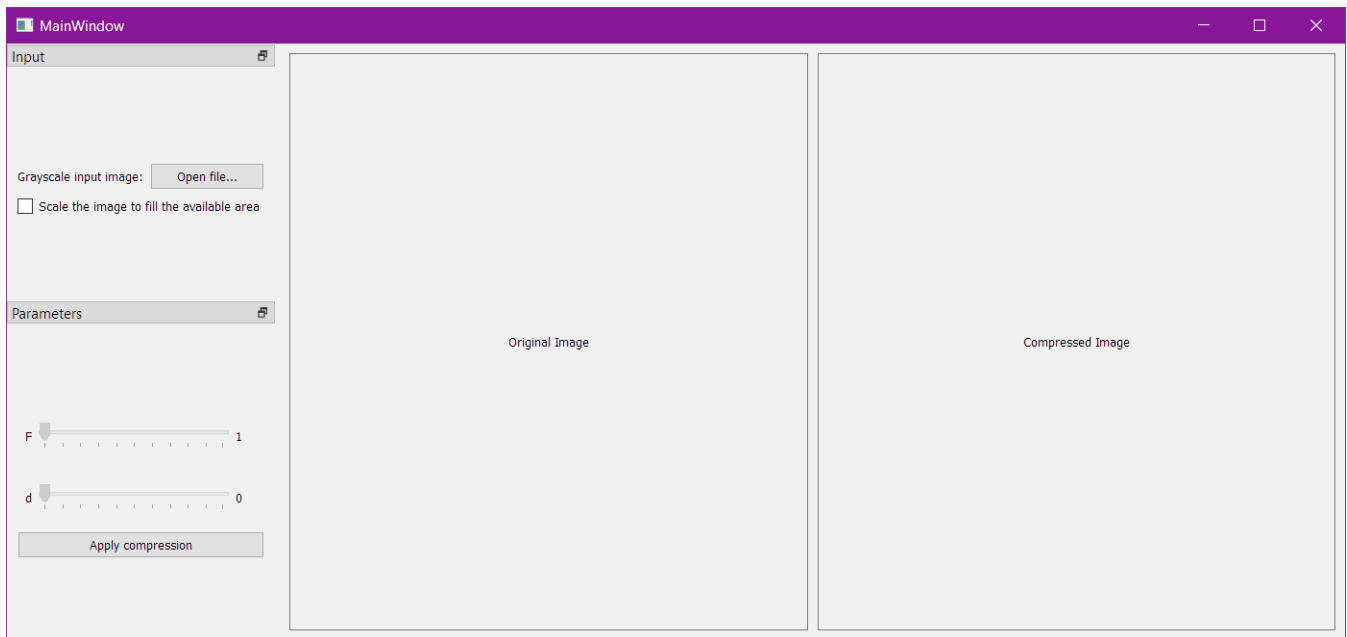 MainWindow
Input
Grayscale input image: Open file...
Scale the image to fill the available area
Parameters
F 1
d 0
Apply compression
Original Image
Compressed Image